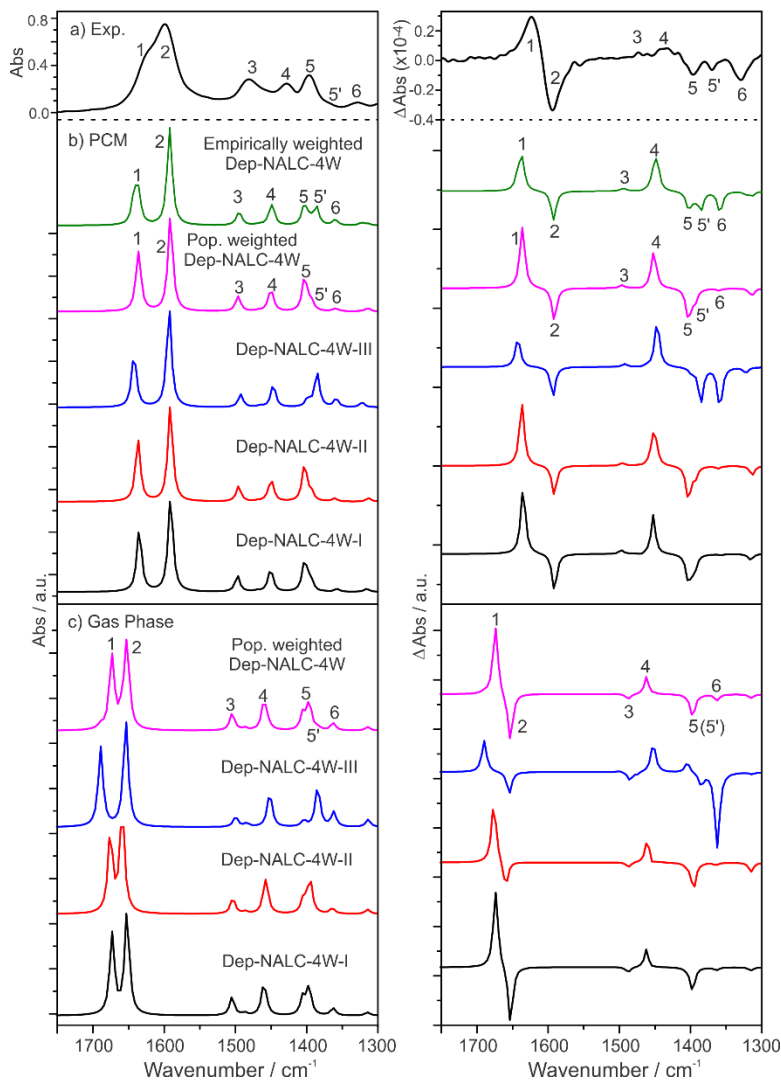 a) Exp.
0.8
0.4
0.0
Abs
1
2
3
4
5
5'
6
b) PCM
2
1
Empirically weighted
Dep-NALC-4W
3
4
5 5'
6
Pop. weighted
Dep-NALC-4W
1
2
3
4
5
5'
6
Dep-NALC-4W-III
Dep-NALC-4W-II
Dep-NALC-4W-I
Abs / a.u.
c) Gas Phase
1
2
Pop. weighted
Dep-NALC-4W
3
4
5
5'
6
Dep-NALC-4W-III
Dep-NALC-4W-II
Dep-NALC-4W-I
1700 1600 1500 1400 1300
Wavenumber / cm-1
0.2
0.0
-0.2
-0.4
ΔAbs (x10-4)
1
2
3
4
5
5'
6
1
2
3
4
5 5'
6
1
2
3
4
5
5'
6
ΔAbs / a.u.
1
2
3
4
5(5')
6
1700 1600 1500 1400 1300
Wavenumber / cm-1